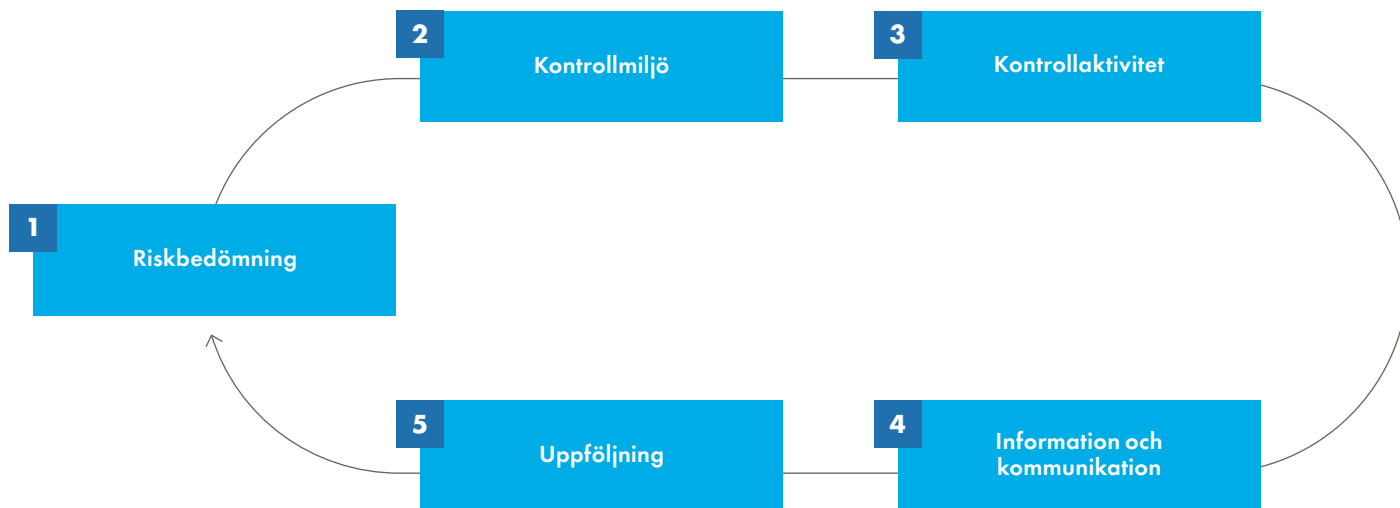 1
Riskbedömning
2
Kontrollmiljö
3
Kontrollaktivitet
4
Information och
kommunikation
5
Uppföljning